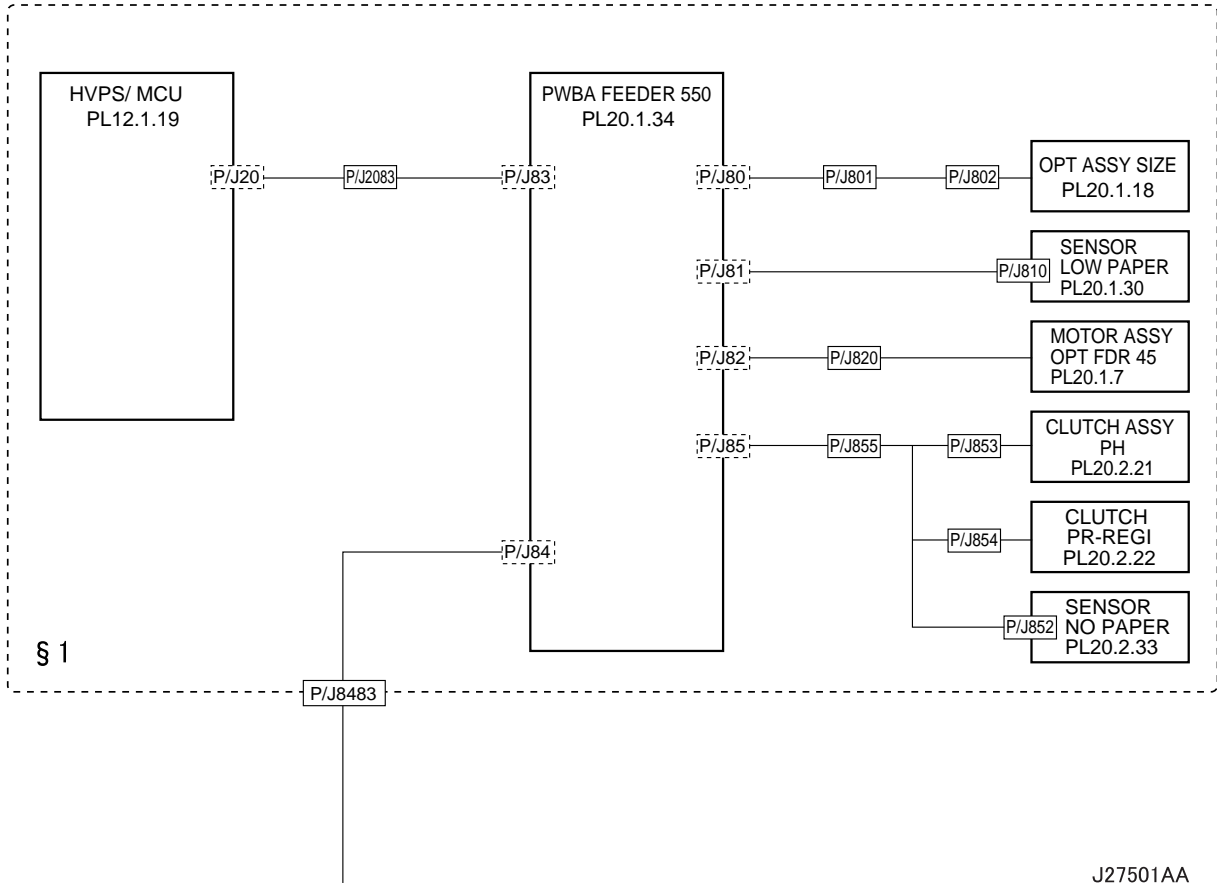 HVPS/ MCU
PL12.1.19
P/J20
P/J2083
P/J83
PWBA FEEDER 550
PL20.1.34
P/J80
P/J801
P/J802
OPT ASSY SIZE
PL20.1.18
P/J81
P/J810
SENSOR
LOW PAPER
PL20.1.30
P/J82
P/J820
MOTOR ASSY
OPT FDR 45
PL20.1.7
P/J85
P/J855
P/J853
CLUTCH ASSY
PH
PL20.2.21
P/J84
P/J854
CLUTCH
PR-REGI
PL20.2.22
P/J852
SENSOR
NO PAPER
PL20.2.33
§ 1
P/J8483
J27501AA